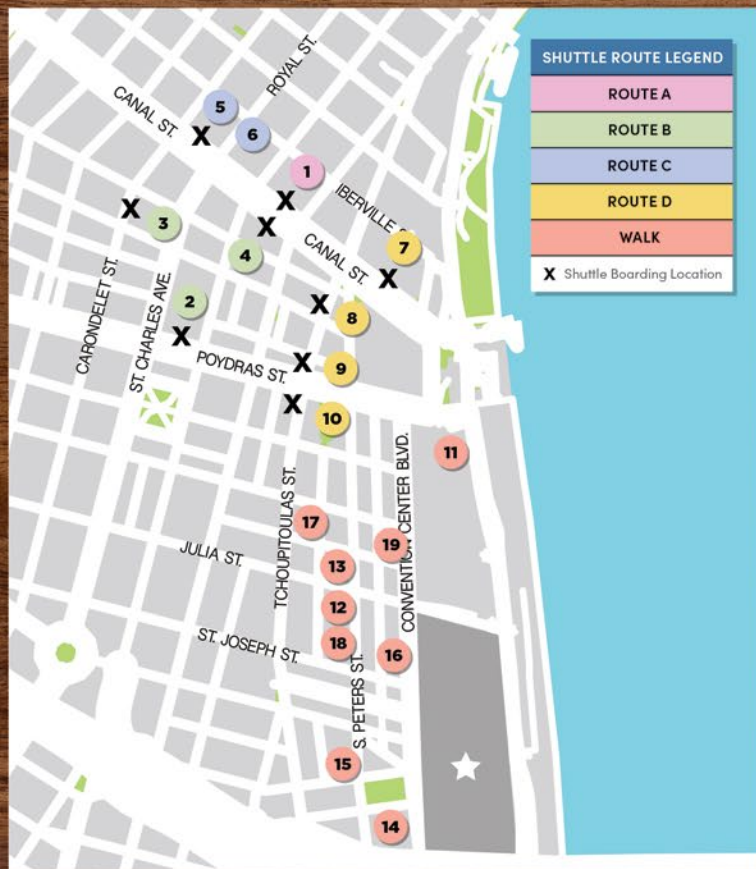 SHUTTLE ROUTE LEGEND
ROUTE A
ROUTE B
ROUTE C
ROUTE D
WALK
X Shuttle Boarding Location
ROYAL ST.
CANAL ST.
5
X
6
1
X
IBERVILLE
X
3
X
7
4
CANAL ST.
X
CARONDELET ST.
ST. CHARLES AVE.
2
X
8
X
POYDRAS ST.
X
9
X
10
CONVENTION CENTER BLVD.
11
TCHOUPITOULAS ST.
17
19
JULIA ST.
13
12
ST. JOSEPH ST.
18
16
S. PETERS ST.
15
14